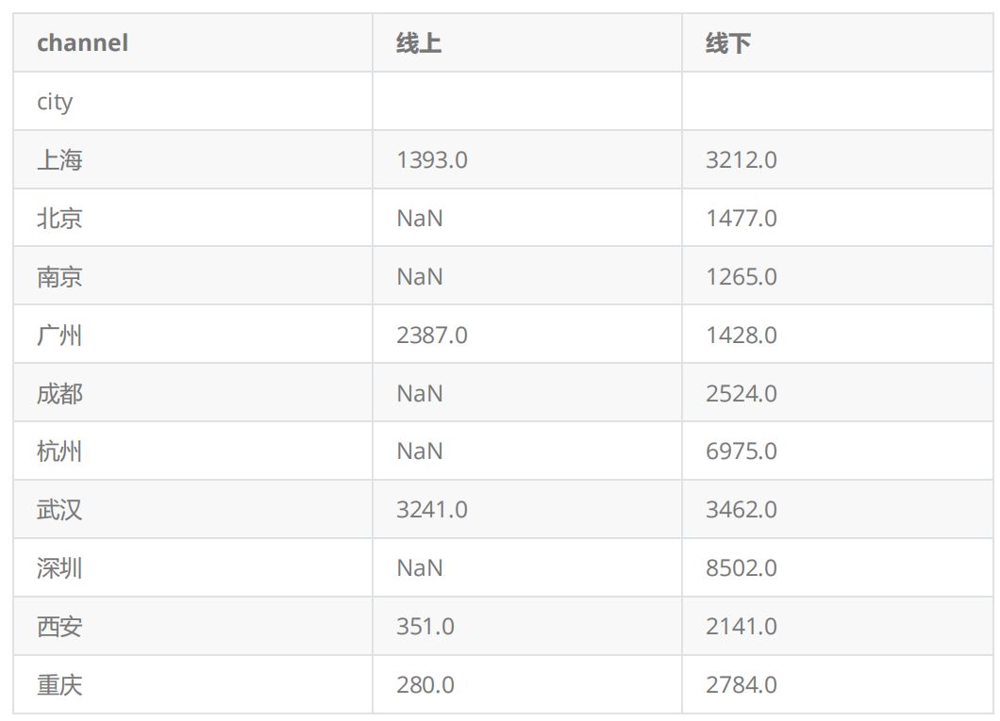 channel 线上 线下
city
上海 1393.0 3212.0
北京 NaN 1477.0
南京 NaN 1265.0
广州 2387.0 1428.0
成都 NaN 2524.0
杭州 NaN 6975.0
武汉 3241.0 3462.0
深圳 NaN 8502.0
西安 351.0 2141.0
重庆 280.0 2784.0